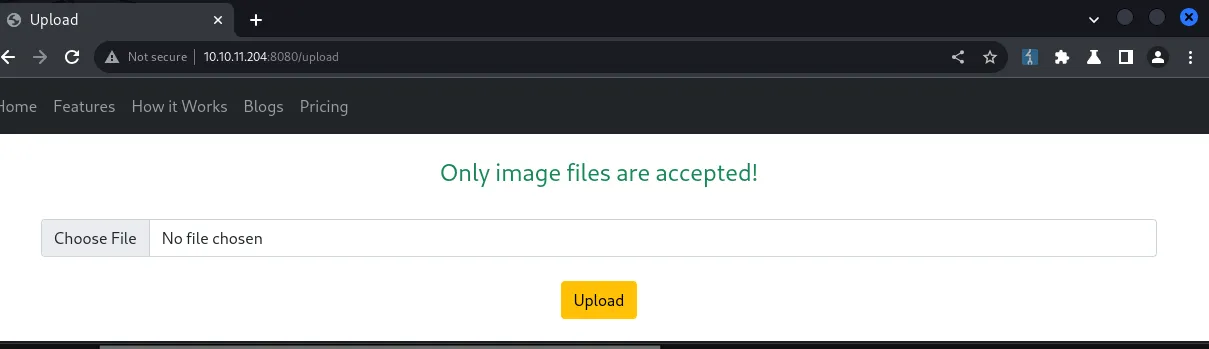 Upload
Not secure 10.10.11.204:8080/upload
Home Features How it Works Blogs Pricing
Only image files are accepted!
Choose File No file chosen
Upload